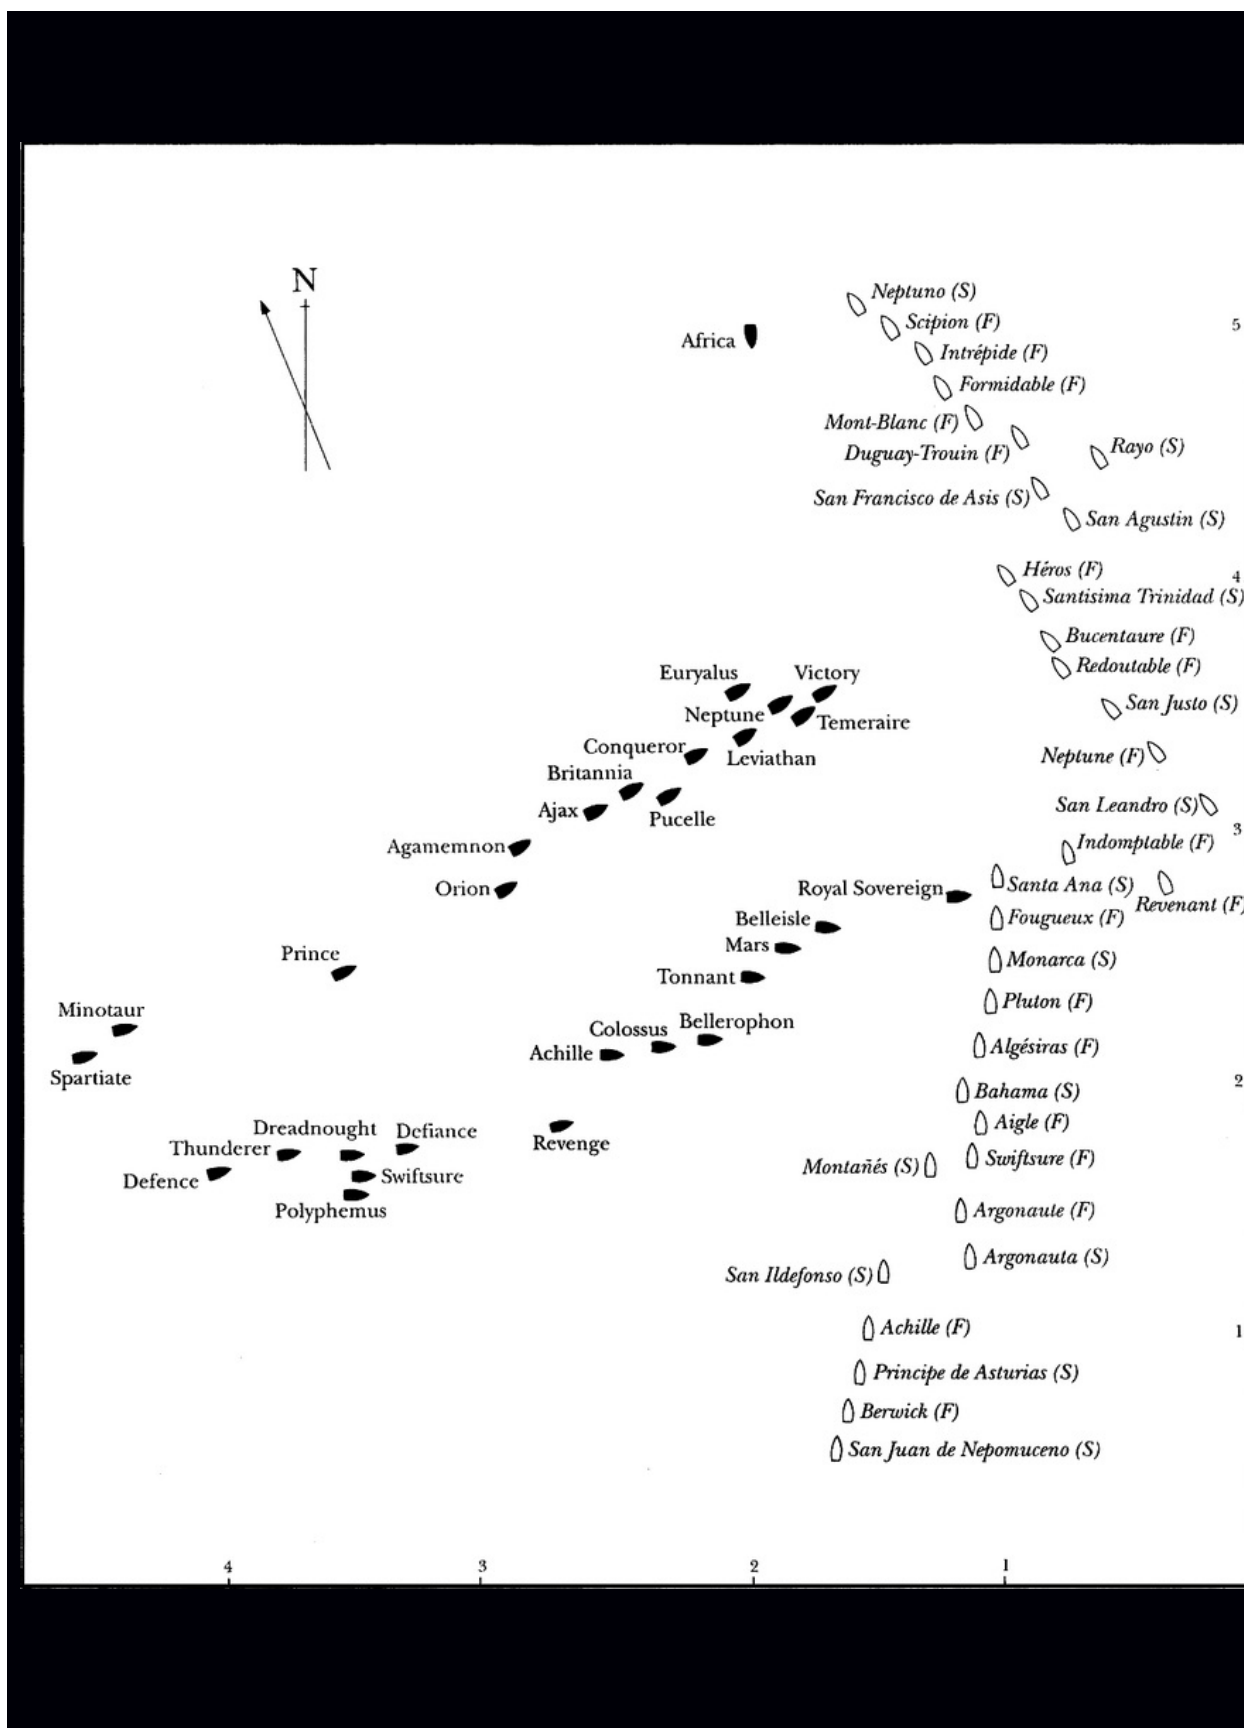 N
Neptuno (S)
Scipion (F)
5
Africa
Intrépide (F)
Formidable (F)
Mont-Blanc (F)
Duguay-Trouin (F)
Rayo (S)
San Francisco de Asis (S)
San Agustin (S)
Héros (F)
4
Santisima Trinidad (S)
Bucentaure (F)
Redoutable (F)
Euryalus
Victory
San Justo (S)
Neptune
Temeraire
Conqueror
Leviathan
Neptune (F)
Britannia
San Leandro (S)
Ajax
Pucelle
3
Agamemnon
Indomptable (F)
Orion
Royal Sovereign
Santa Ana (S)
Revenant (F)
Belleisle
Fougueux (F)
Mars
Prince
Monarca (S)
Tonnant
Minotaur
Pluton (F)
Colossus
Bellerophon
Achille
Algésiras (F)
Spartiate
2
Bahama (S)
Dreadnought
Defiance
Aigle (F)
Thunderer
Revenge
Swiftsure (F)
Montañés (S)
Defence
Swiftsure
Polyphemus
Argonaute (F)
Argonauta (S)
San Ildefonso (S)
Achille (F)
1
Principe de Asturias (S)
Berwick (F)
San Juan de Nepomuceno (S)
4
3
2
1